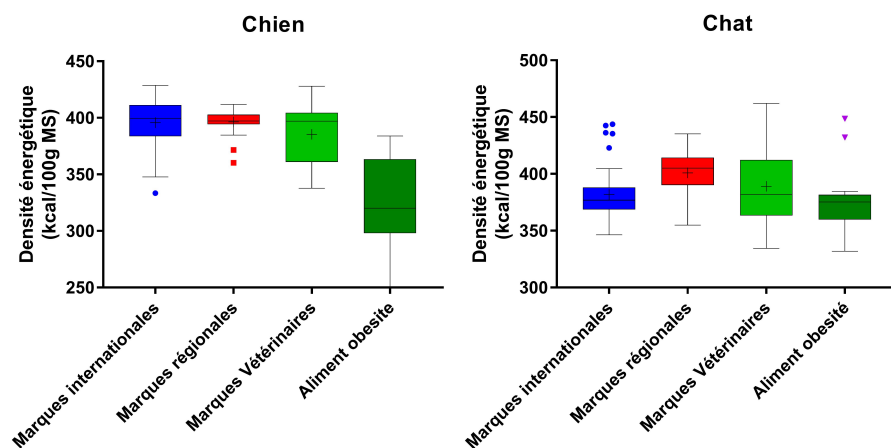 Chien
Densité énergétique
(kcal/100g MS)
450
400
350
300
250
Marques internationales
Marques régionales
Marques Vétérinaires
Aliment obesite
Chat
Densité énergétique
(kcal/100g MS)
500
450
400
350
300
Marques internationales
Marques régionales
Marques Vétérinaires
Aliment obesité